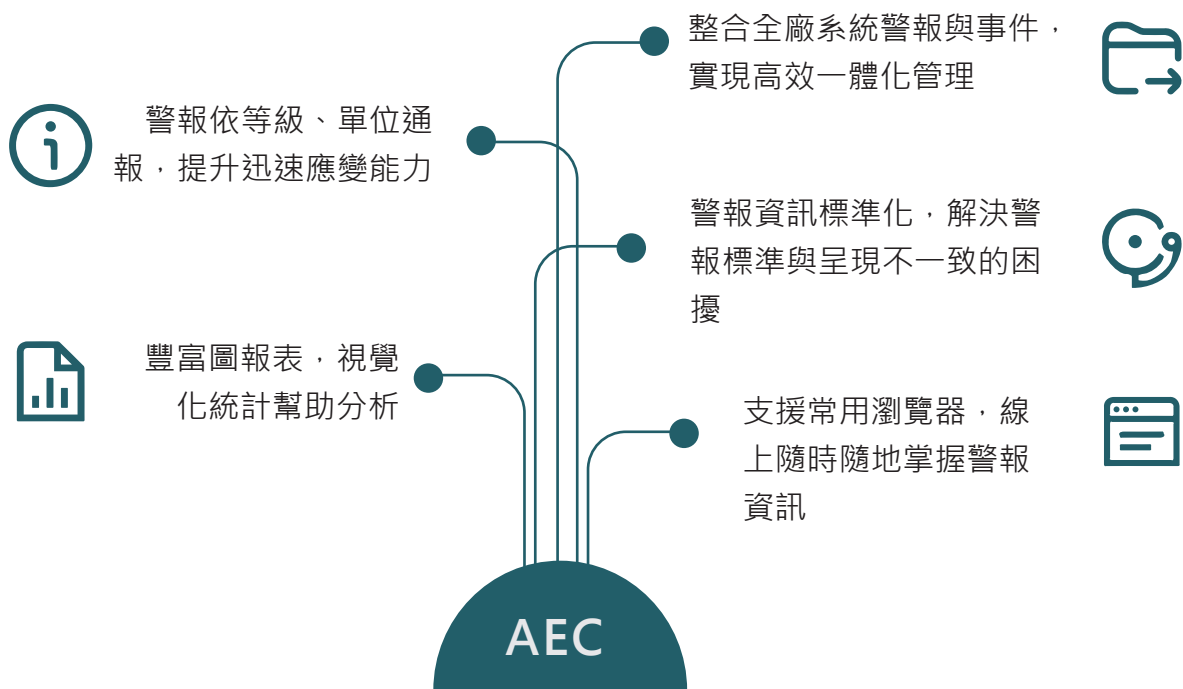 整合全廠系統警報與事件，
實現高效一體化管理
警報依等級、單位通
報，提升迅速應變能力
警報資訊標準化，解決警
報標準與呈現不一致的困
擾
豐富圖報表，視覺
化統計幫助分析
支援常用瀏覽器，線
上隨時隨地掌握警報
資訊
AEC